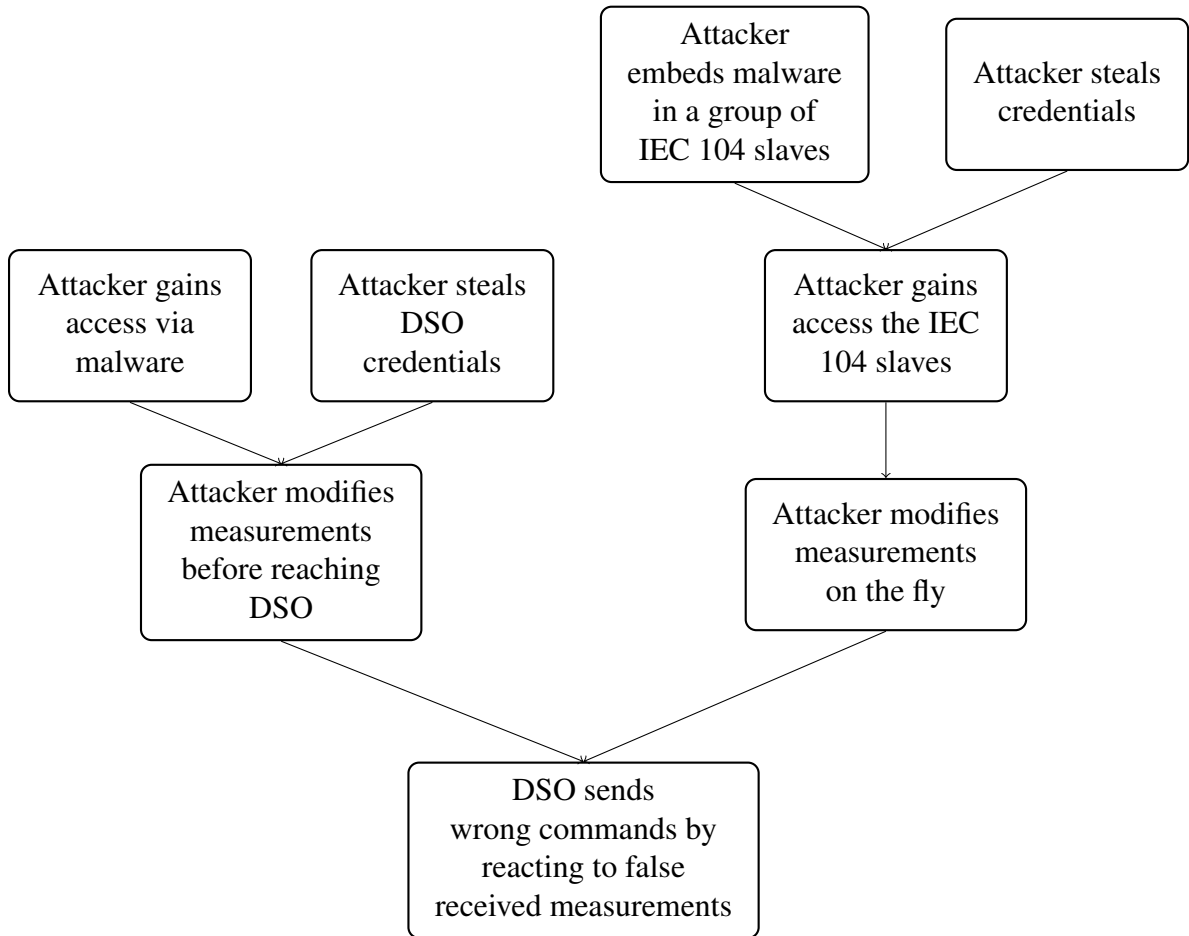 Attacker
embeds malware
in a group of
IEC 104 slaves
Attacker steals
credentials
Attacker gains
access via
malware
Attacker steals
DSO
credentials
Attacker gains
access the IEC
104 slaves
Attacker modifies
measurements
before reaching
DSO
Attacker modifies
measurements
on the fly
DSO sends
wrong commands by
reacting to false
received measurements